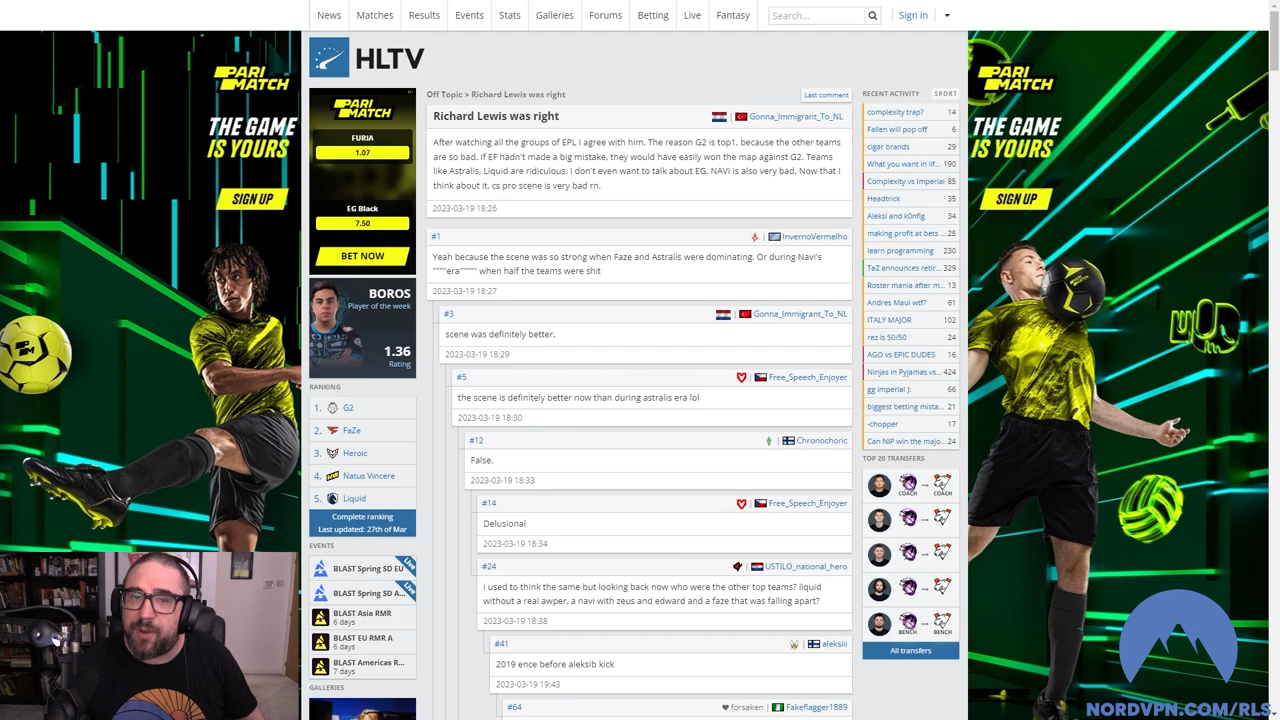 News
Matches
Results
Events
Stats
Galleries
Forums
Betting
Live
Fantasy
Search...
Sign in
HLTV
PARI MATCH
THE GAME
IS YOURS
SIGN UP
PARI MATCH
FURIA
1.07
EG Black
7.50
BET NOW
BOROS
Player of the week
1.36
Rating
RANKING
1. G2
2. FaZe
3. Heroic
4. Natus Vincere
5. Liquid
Complete ranking
Last updated: 27th of Mar
EVENTS
BLAST Spring SD EU
Live
BLAST Spring SD A...
Live
BLAST Asia RMR
6 days
BLAST EU RMR A
6 days
BLAST Americas R...
7 days
GALLERIES
Off Topic > Richard Lewis was right
Last comment
Richard Lewis was right
Gonna_Immigrant_To_NL
After watching all the groups of EPL I agree with him. The reason G2 is top1, because the other teams
are so bad. If EF hadn't made a big mistake, they would have easily won the map against G2. Teams
like Astralis-Liquid are ridiculous. I don't even want to talk about EG. NAVI is also very bad. Now that I
think about it, cs pro scene is very bad rn.
2023-03-19 18:26
#1
InvernoVermelho
Yeah because the scene was so strong when Faze and Astralis were dominating. Or during Navi's
2023-03-19 18:27
#3
Gonna_Immigrant_To_NL
scene was definitely better.
2023-03-19 18:29
#5
Free_Speech_Enjoyer
the scene is definitely better now than during astralis era lol
2023-03-19 18:30
#12
Chronochoric
False.
2023-03-19 18:33
#14
Free_Speech_Enjoyer
Delusional
2023-03-19 18:34
#24
USTILO_national_hero
i used to think the same but looking back now who were the other top teams? liquid
without a real awper, a navi with zeus and edward and a faze that was falling apart?
2023-03-19 18:38
#41
aleksiii
2019 ence before aleksib kick
2023-03-19 19:43
#64
forsaken
Fakeflagger1889
RECENT ACTIVITY
SPORT
complexity trap? 14
Fallen will pop off 6
cigar brands 29
What you want in lif... 190
Complexity vs Imperial 85
Headtrick 35
Aleksi and k0nfig 34
making profit at bets ... 25
learn programming 230
TaZ announces retir... 329
Roster mania after m... 13
Andres Maui wtf? 61
ITALY MAJOR 102
rez is 50/50 24
AGO vs EPIC DUDES 16
Ninjas in Pyjamas vs... 424
gg imperial ): 66
biggest betting mista... 21
-chopper 17
Can NIP win the majo... 24
TOP 20 TRANSFERS
COACH
COACH
BENCH
BENCH
All transfers
PARI MATCH
THE GAME
IS YOURS
SIGN UP
NORDVPN.COM/RLS